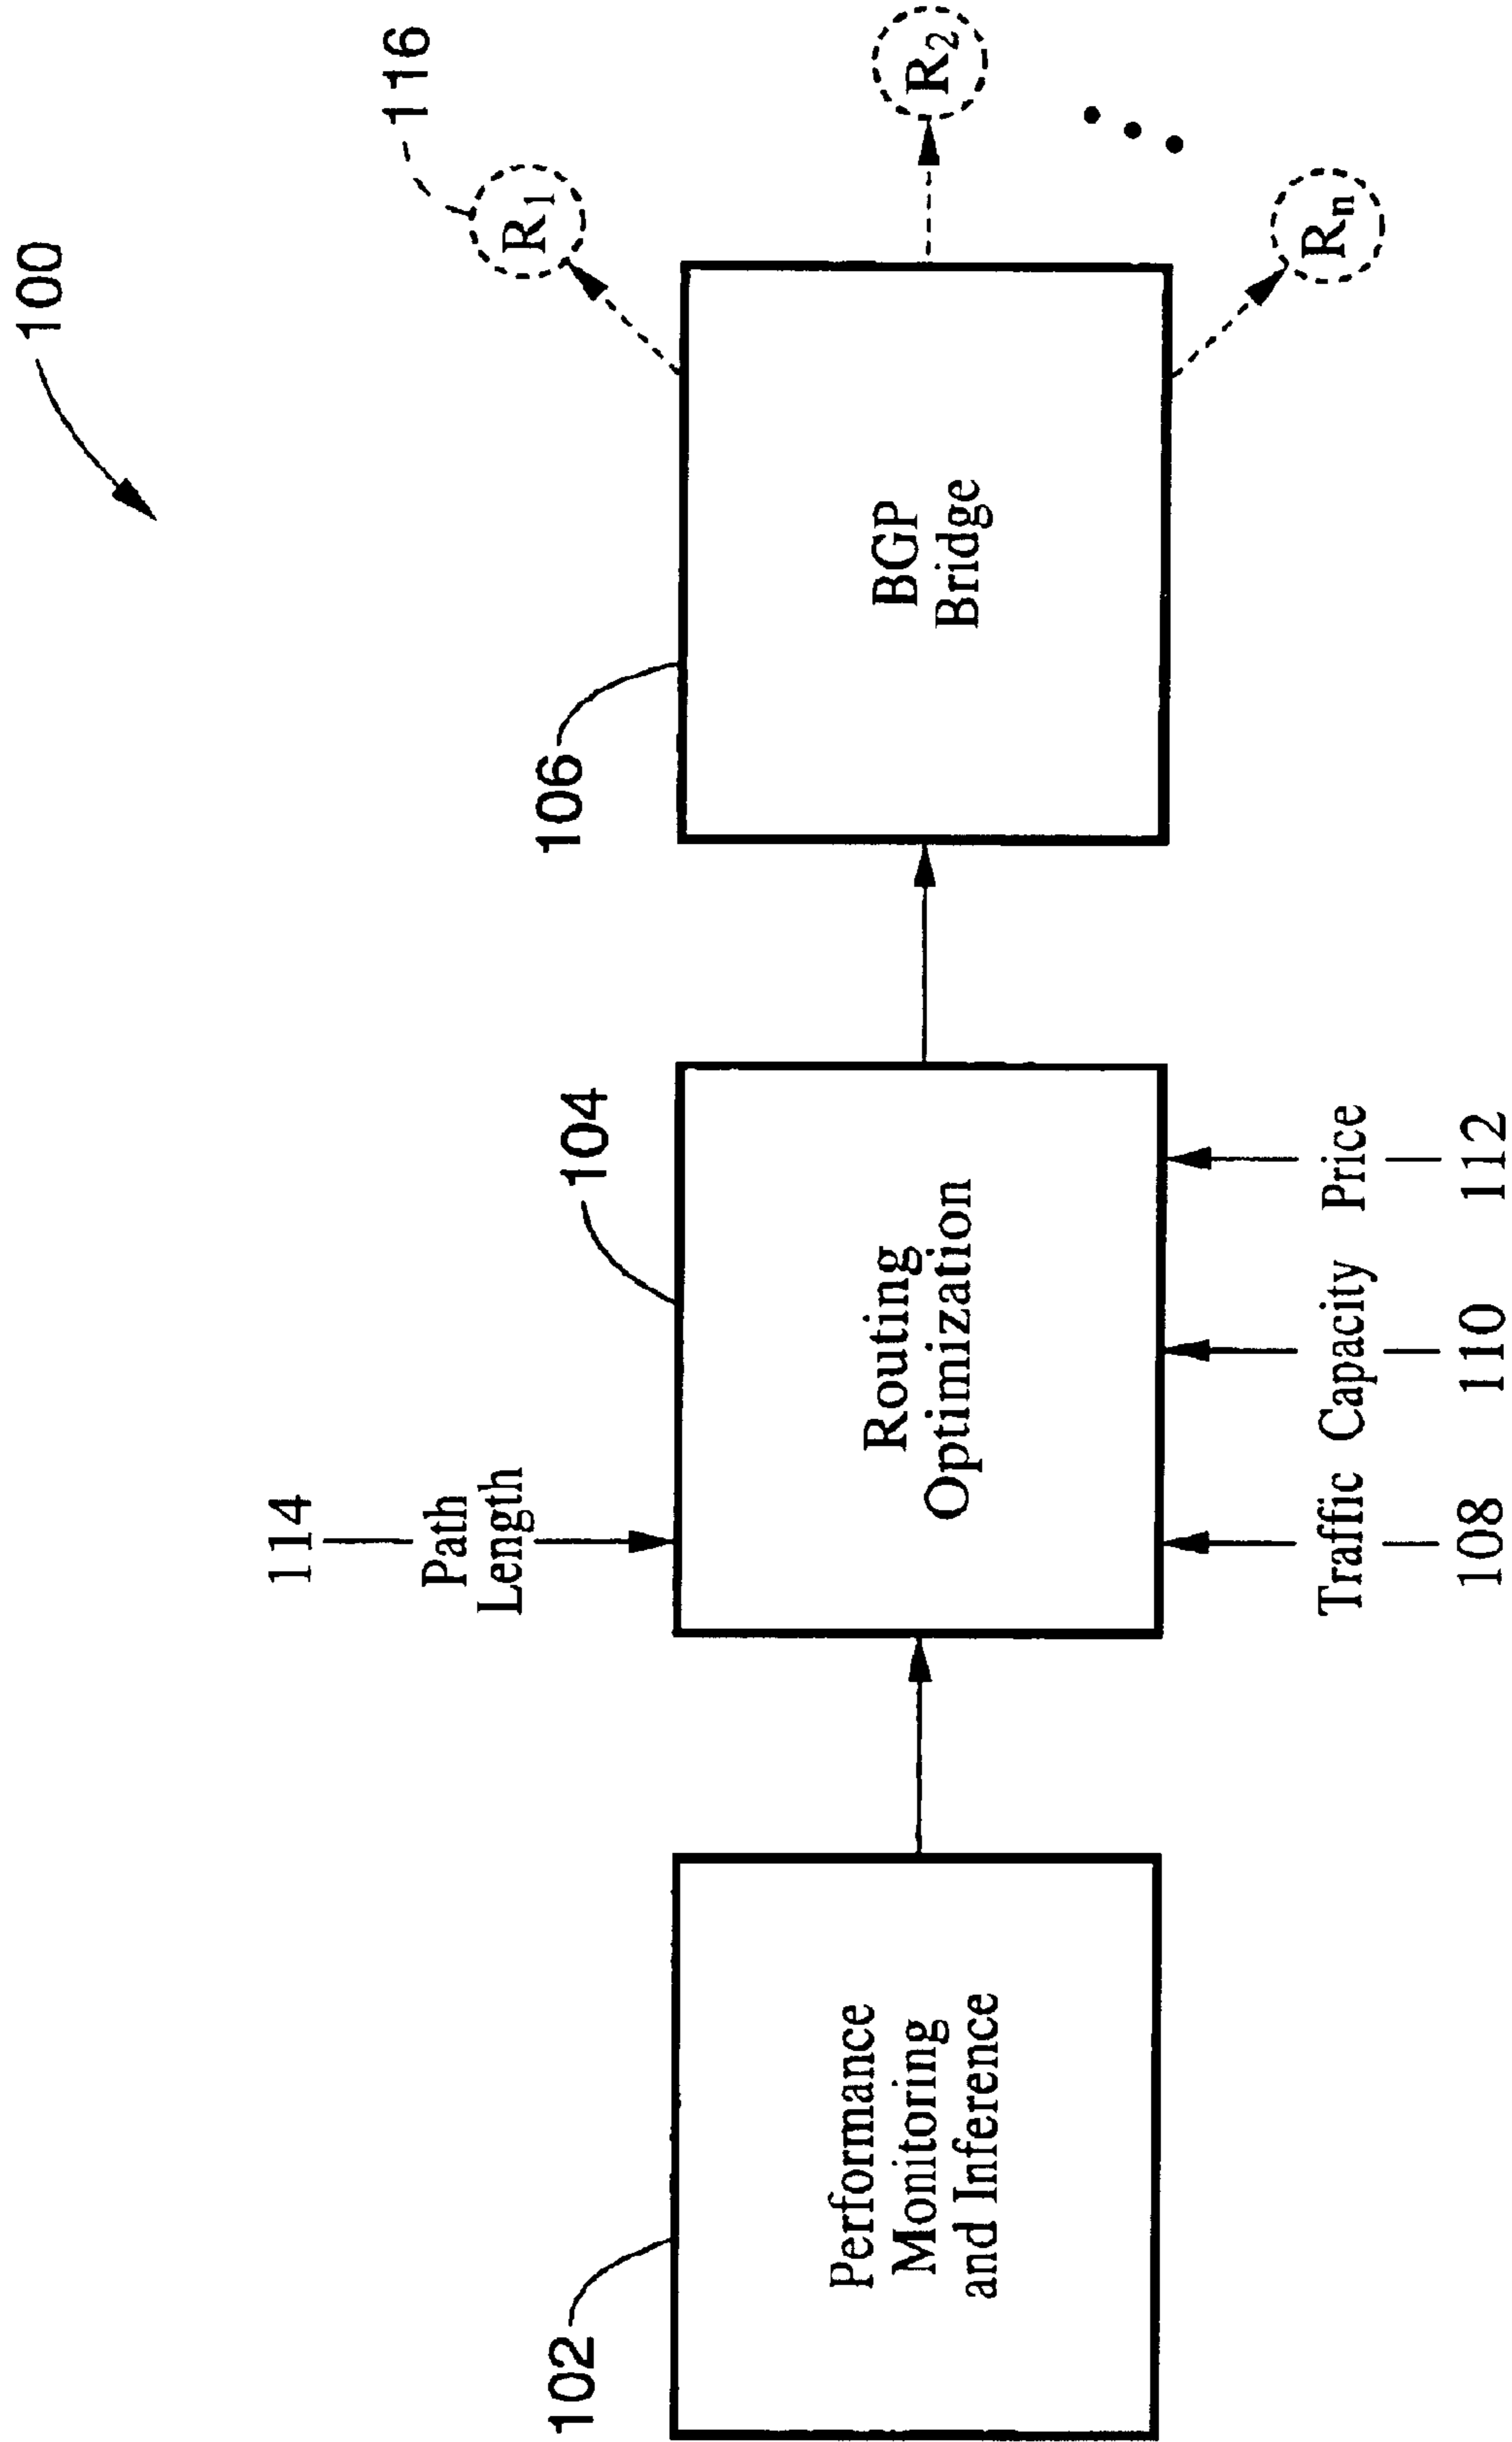 100
116
R1
R2
Rn
114
Path
Length
104
106
102
Performance
Monitoring
and Inference
Routing
Optimization
BGP
Bridge
Traffic Capacity Price
108 110 112